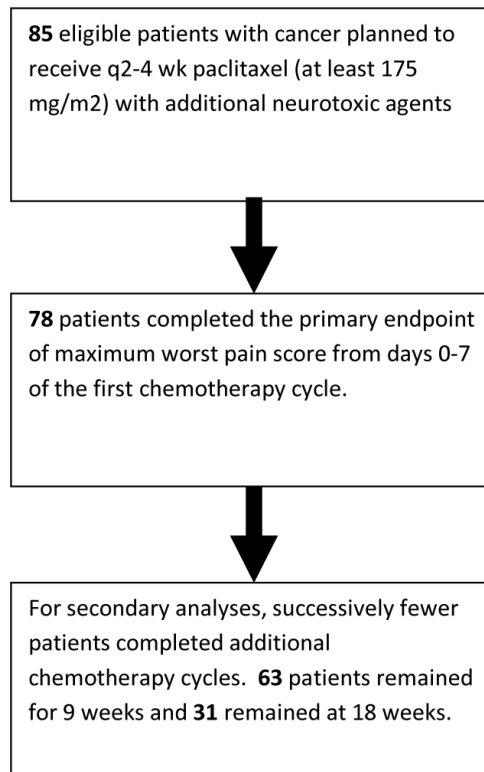 85 eligible patients with cancer planned to
receive q2-4 wk paclitaxel (at least 175
mg/m2) with additional neurotoxic agents
78 patients completed the primary endpoint
of maximum worst pain score from days 0-7
of the first chemotherapy cycle.
For secondary analyses, successively fewer
patients completed additional
chemotherapy cycles.  63 patients remained
for 9 weeks and 31 remained at 18 weeks.